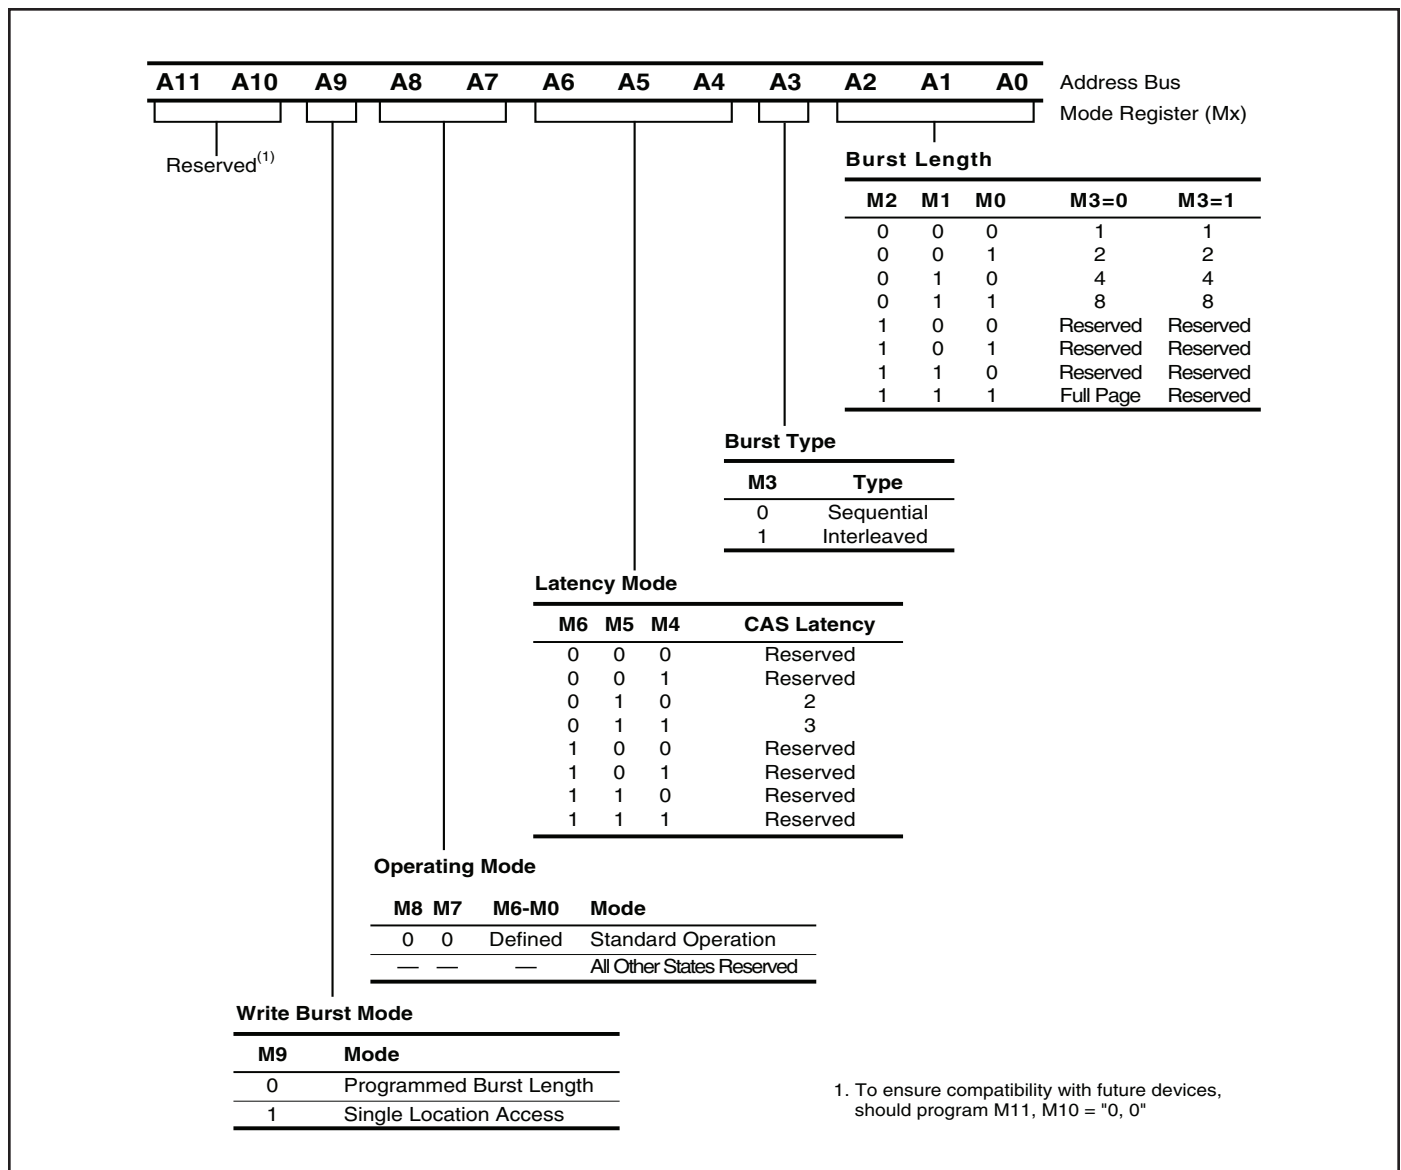 A11 A10 A9 A8 A7 A6 A5 A4 A3 A2 A1 A0 Address Bus
Mode Register (Mx)
Reserved(1)
Burst Length
M2 M1 M0 M3=0 M3=1
0 0 0 1 1
0 0 1 2 2
0 1 0 4 4
0 1 1 8 8
1 0 0 Reserved Reserved
1 0 1 Reserved Reserved
1 1 0 Reserved Reserved
1 1 1 Full Page Reserved
Burst Type
M3 Type
0 Sequential
1 Interleaved
Latency Mode
M6 M5 M4 CAS Latency
0 0 0 Reserved
0 0 1 Reserved
0 1 0 2
0 1 1 3
1 0 0 Reserved
1 0 1 Reserved
1 1 0 Reserved
1 1 1 Reserved
Operating Mode
M8 M7 M6-M0 Mode
0 0 Defined Standard Operation
— — — All Other States Reserved
Write Burst Mode
M9 Mode
0 Programmed Burst Length
1 Single Location Access
1. To ensure compatibility with future devices,
should program M11, M10 = "0, 0"